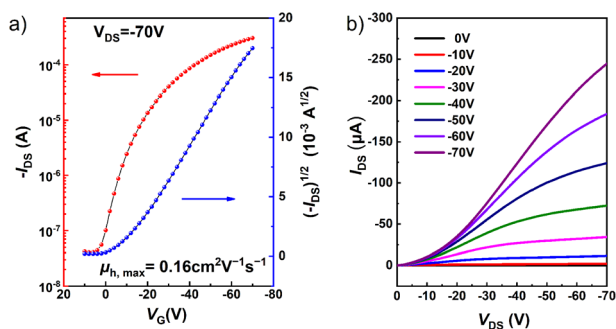 a)
V_DS=-70V
10⁻⁴
10⁻⁵
10⁻⁶
10⁻⁷
10⁻⁸
-I_DS (A)
20
15
10
5
0
(-I_DS)^1/2 (10⁻³ A^1/2)
μ_h, max= 0.16cm²V⁻¹s⁻¹
20 0 -20 -40 -60 -80
V_G(V)
b)
-300
-250
-200
-150
-100
-50
0
I_DS (μA)
0V
-10V
-20V
-30V
-40V
-50V
-60V
-70V
0 -10 -20 -30 -40 -50 -60 -70
V_DS (V)